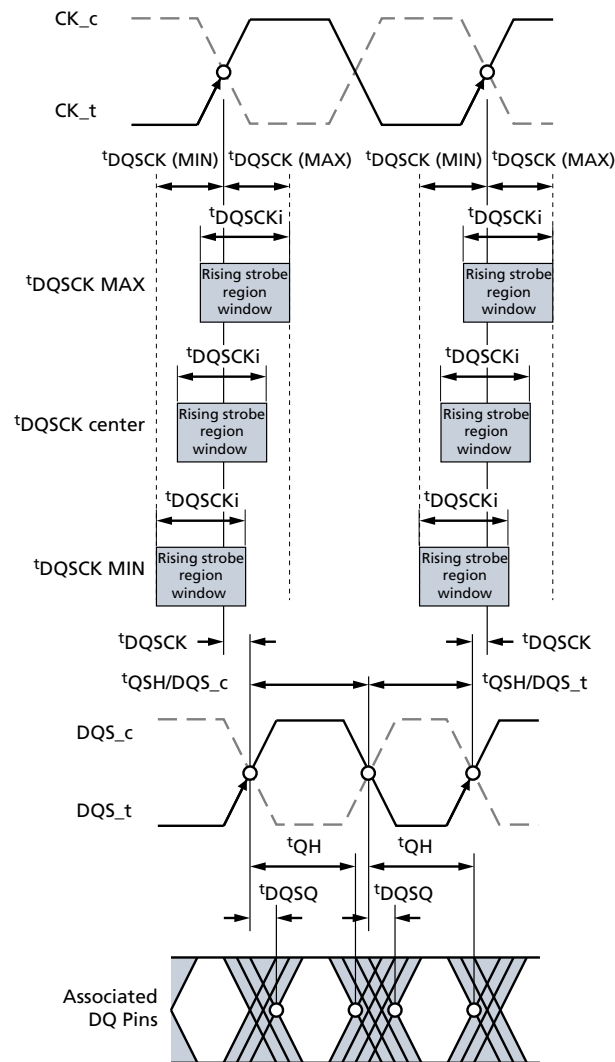 CK_c
CK_t
tDQSCK (MIN) tDQSCK (MAX) tDQSCK (MIN) tDQSCK (MAX)
tDQSCKi tDQSCKi
tDQSCK MAX
Rising strobe
region
window
Rising strobe
region
window
tDQSCKi tDQSCKi
tDQSCK center
Rising strobe
region
window
Rising strobe
region
window
tDQSCKi tDQSCKi
tDQSCK MIN
Rising strobe
region
window
Rising strobe
region
window
tDQSCK tDQSCK
tQSH/DQS_c tQSH/DQS_t
DQS_c
DQS_t
tQH tQH
tDQSQ tDQSQ
Associated
DQ Pins